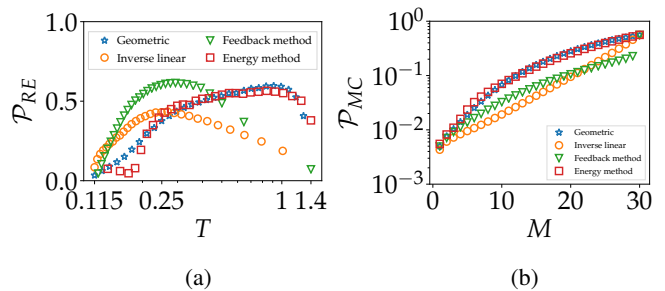 1.0
Geometric
Inverse linear
Feedback method
Energy method
0.5
0.0
P_RE
0.115
0.25
1
1.4
T
(a)
10^0
10^-1
10^-2
10^-3
P_MC
Geometric
Inverse linear
Feedback method
Energy method
0
10
20
30
M
(b)